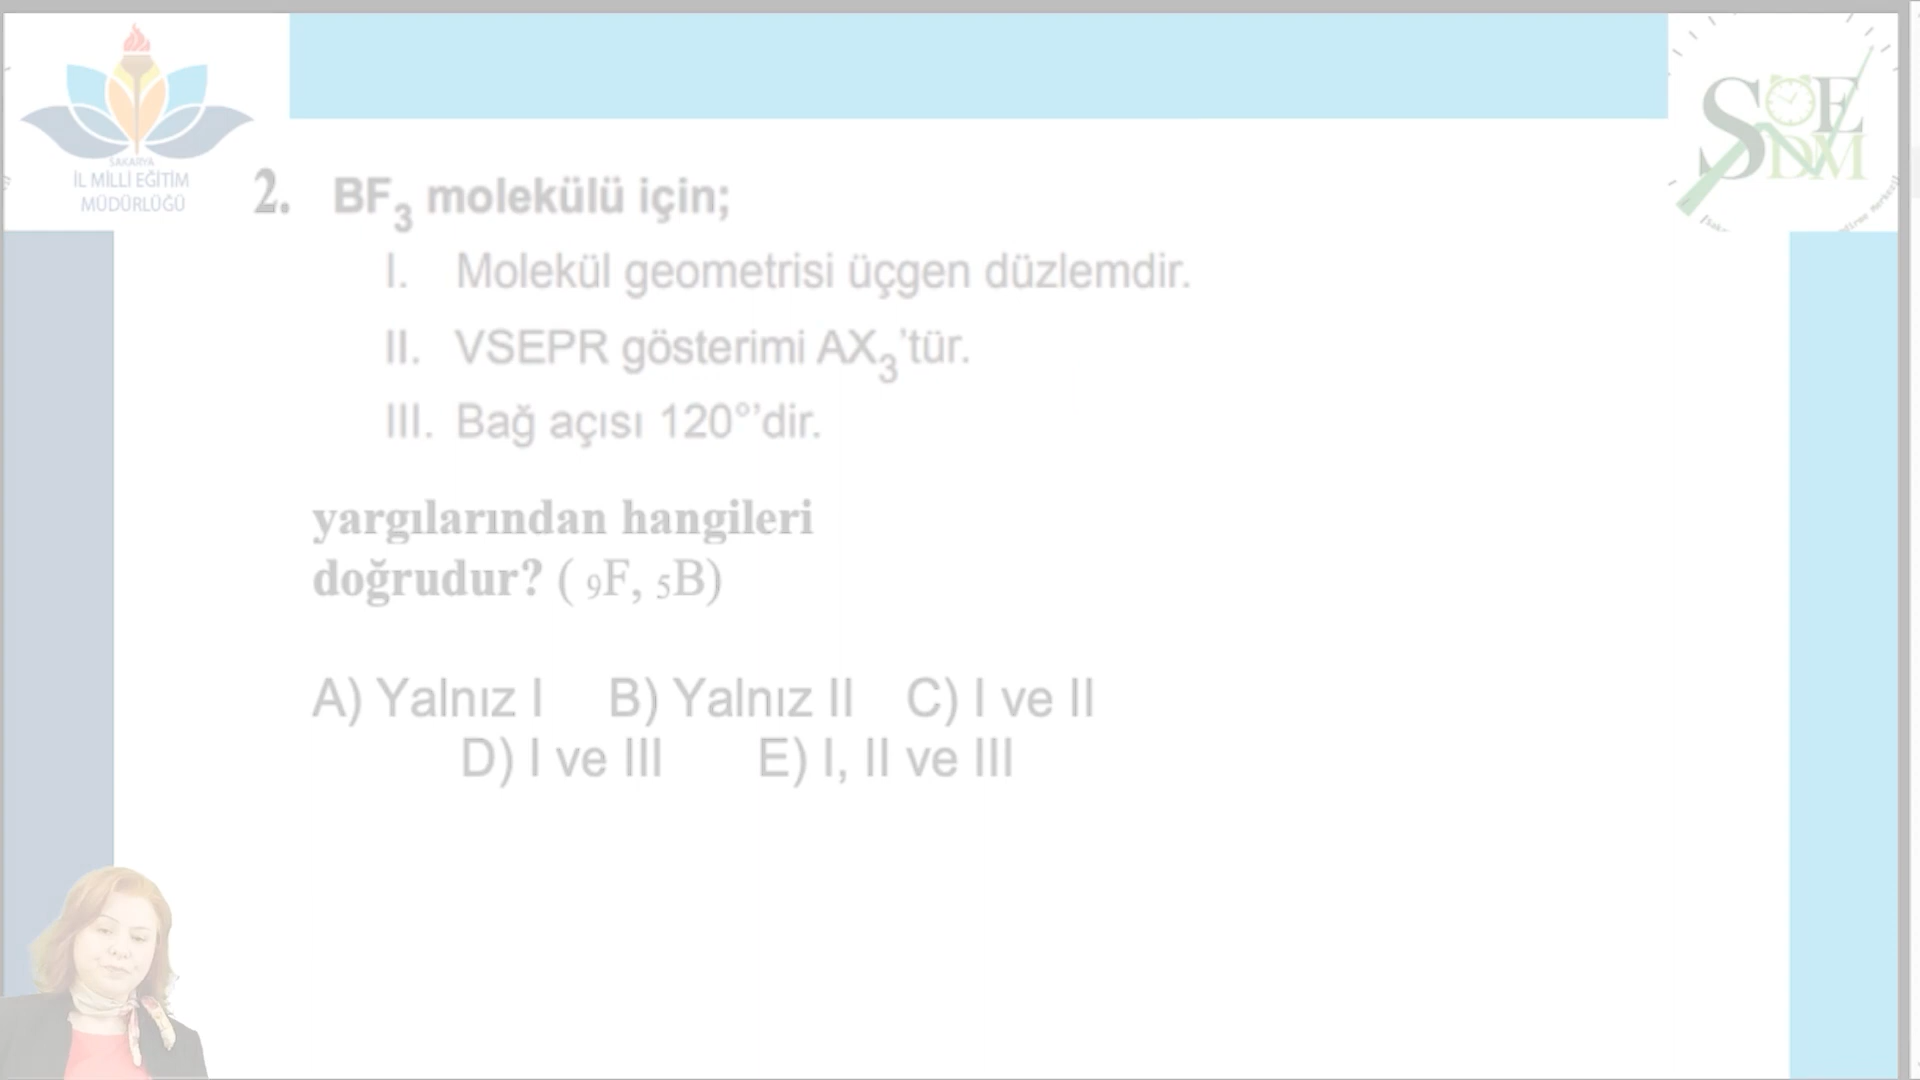 SAKARYA
İL MİLLİ EĞİTİM
MÜDÜRLÜĞÜ
SEDM
2. BF₃ molekülü için;
I. Molekül geometrisi üçgen düzlemdir.
II. VSEPR gösterimi AX₃’tür.
III. Bağ açısı 120°’dir.
yargılarından hangileri
doğrudur? ( ₉F, ₅B)
A) Yalnız I B) Yalnız II C) I ve II
D) I ve III E) I, II ve III